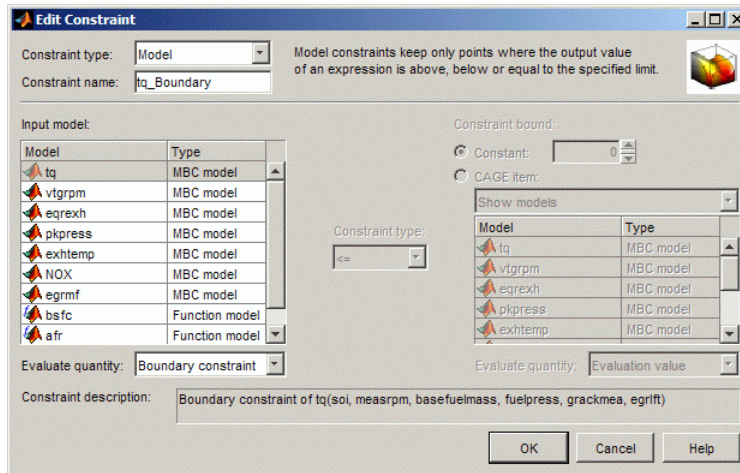 Edit Constraint
Constraint type: Model
Model constraints keep only points where the output value
of an expression is above, below or equal to the specified limit.
Constraint name: tq_Boundary
Input model:
Constraint bound:
Constant: 0
CAGE item:
Show models
Model Type
tq MBC model
vtgrpm MBC model
eqrexh MBC model
pkpress MBC model
exhtemp MBC model
NOX MBC model
egrmf MBC model
bsfc Function model
afr Function model
Constraint type:
<=
Model Type
tq MBC model
vtgrpm MBC model
eqrexh MBC model
pkpress MBC model
exhtemp MBC model
Evaluate quantity: Boundary constraint
Evaluate quantity: Evaluation value
Constraint description: Boundary constraint of tq(soi, measrpm, basefuelmass, fuelpress, grackmea, egrlft)
OK Cancel Help